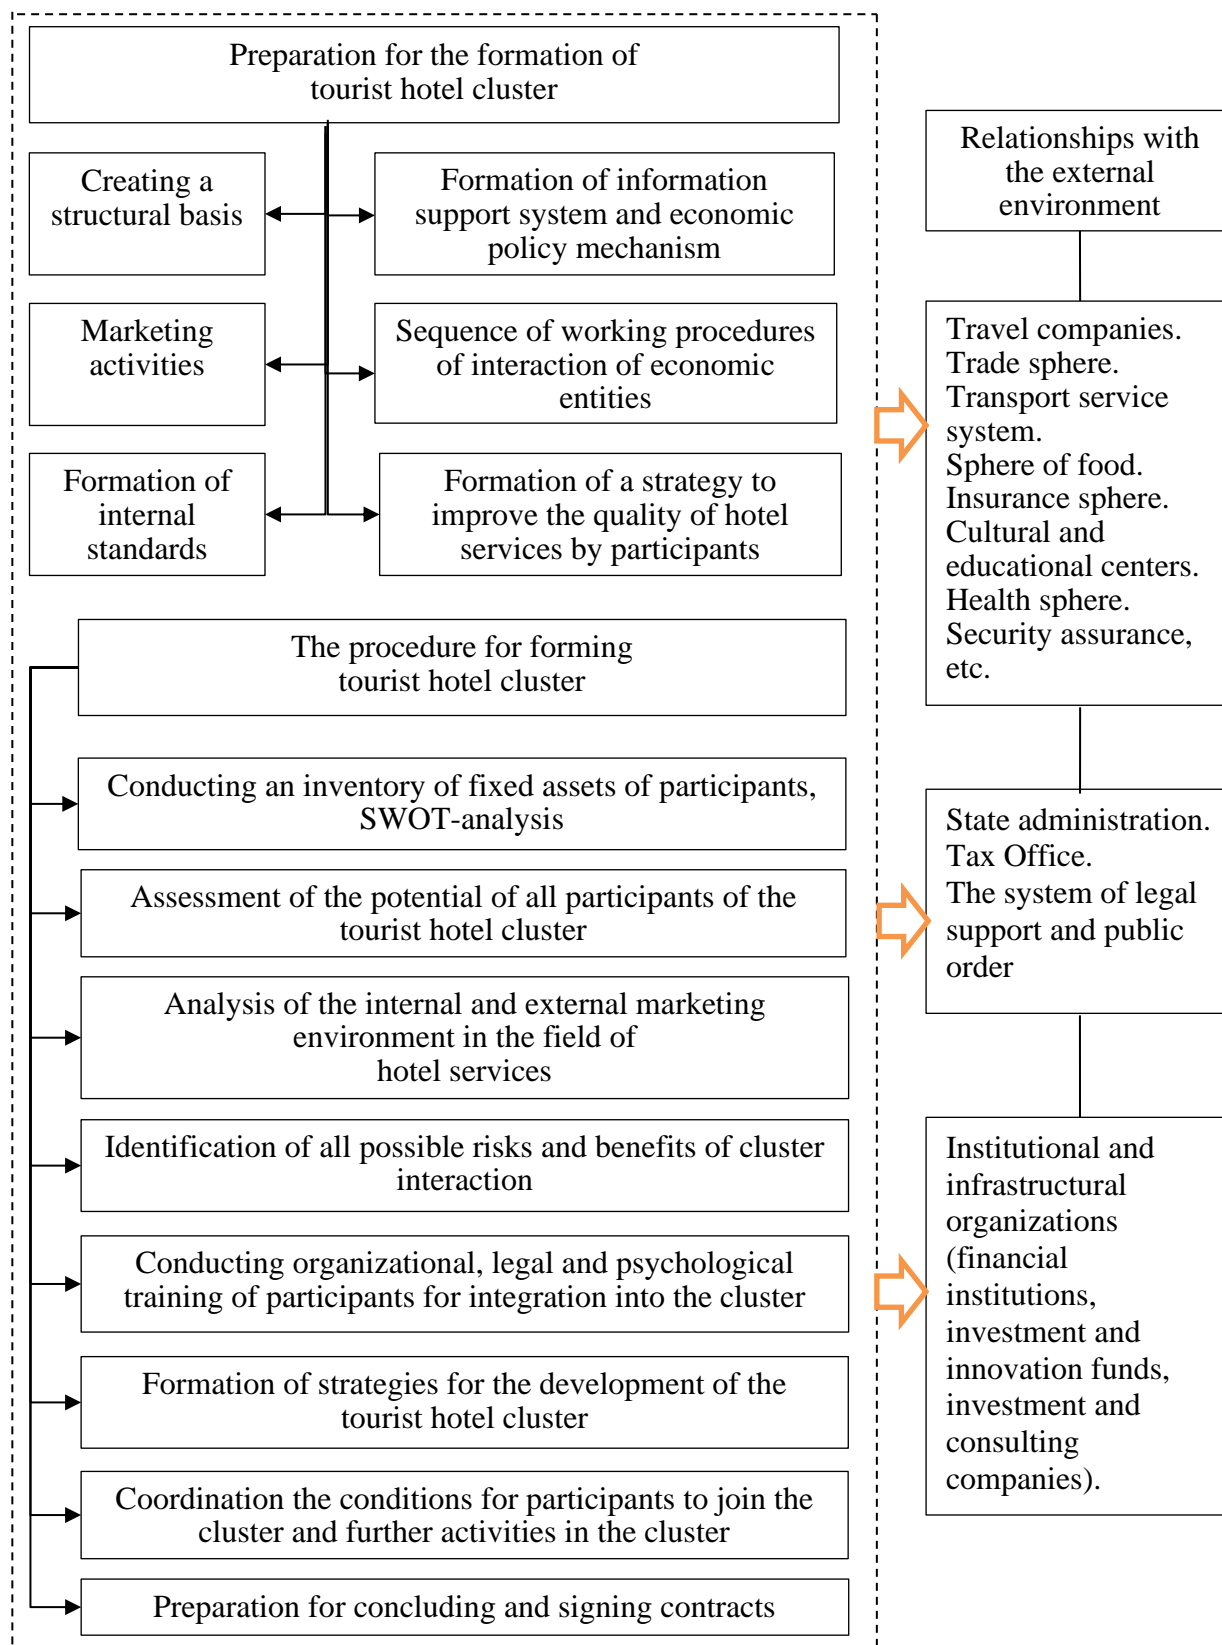 Preparation for the formation of
tourist hotel cluster
Creating a
structural basis
Formation of information
support system and economic
policy mechanism
Marketing
activities
Sequence of working procedures
of interaction of economic
entities
Formation of
internal
standards
Formation of a strategy to
improve the quality of hotel
services by participants
The procedure for forming
tourist hotel cluster
Conducting an inventory of fixed assets of participants,
SWOT-analysis
Assessment of the potential of all participants of the
tourist hotel cluster
Analysis of the internal and external marketing
environment in the field of
hotel services
Identification of all possible risks and benefits of cluster
interaction
Conducting organizational, legal and psychological
training of participants for integration into the cluster
Formation of strategies for the development of the
tourist hotel cluster
Coordination the conditions for participants to join the
cluster and further activities in the cluster
Preparation for concluding and signing contracts
Relationships with
the external
environment
Travel companies.
Trade sphere.
Transport service
system.
Sphere of food.
Insurance sphere.
Cultural and
educational centers.
Health sphere.
Security assurance,
etc.
State administration.
Tax Office.
The system of legal
support and public
order
Institutional and
infrastructural
organizations
(financial
institutions,
investment and
innovation funds,
investment and
consulting
companies).